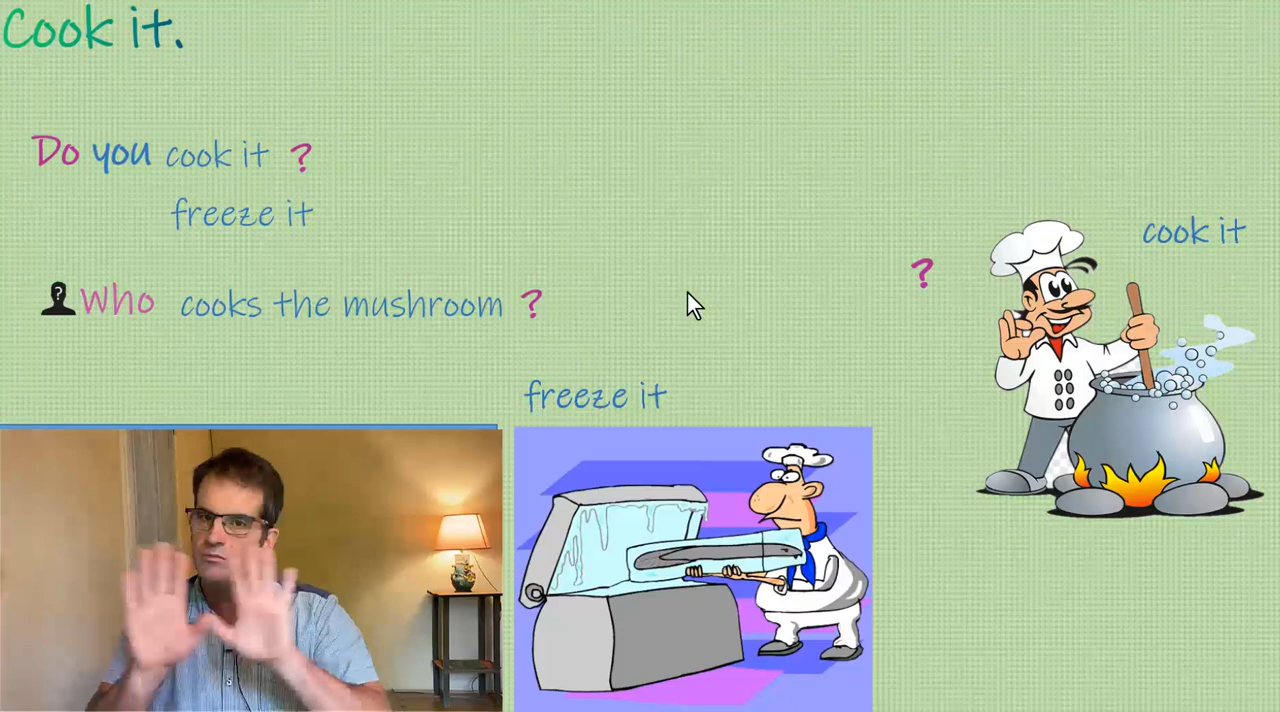 Cook it.
Do you cook it ?
freeze it
? Who cooks the mushroom ?
?
cook it
freeze it